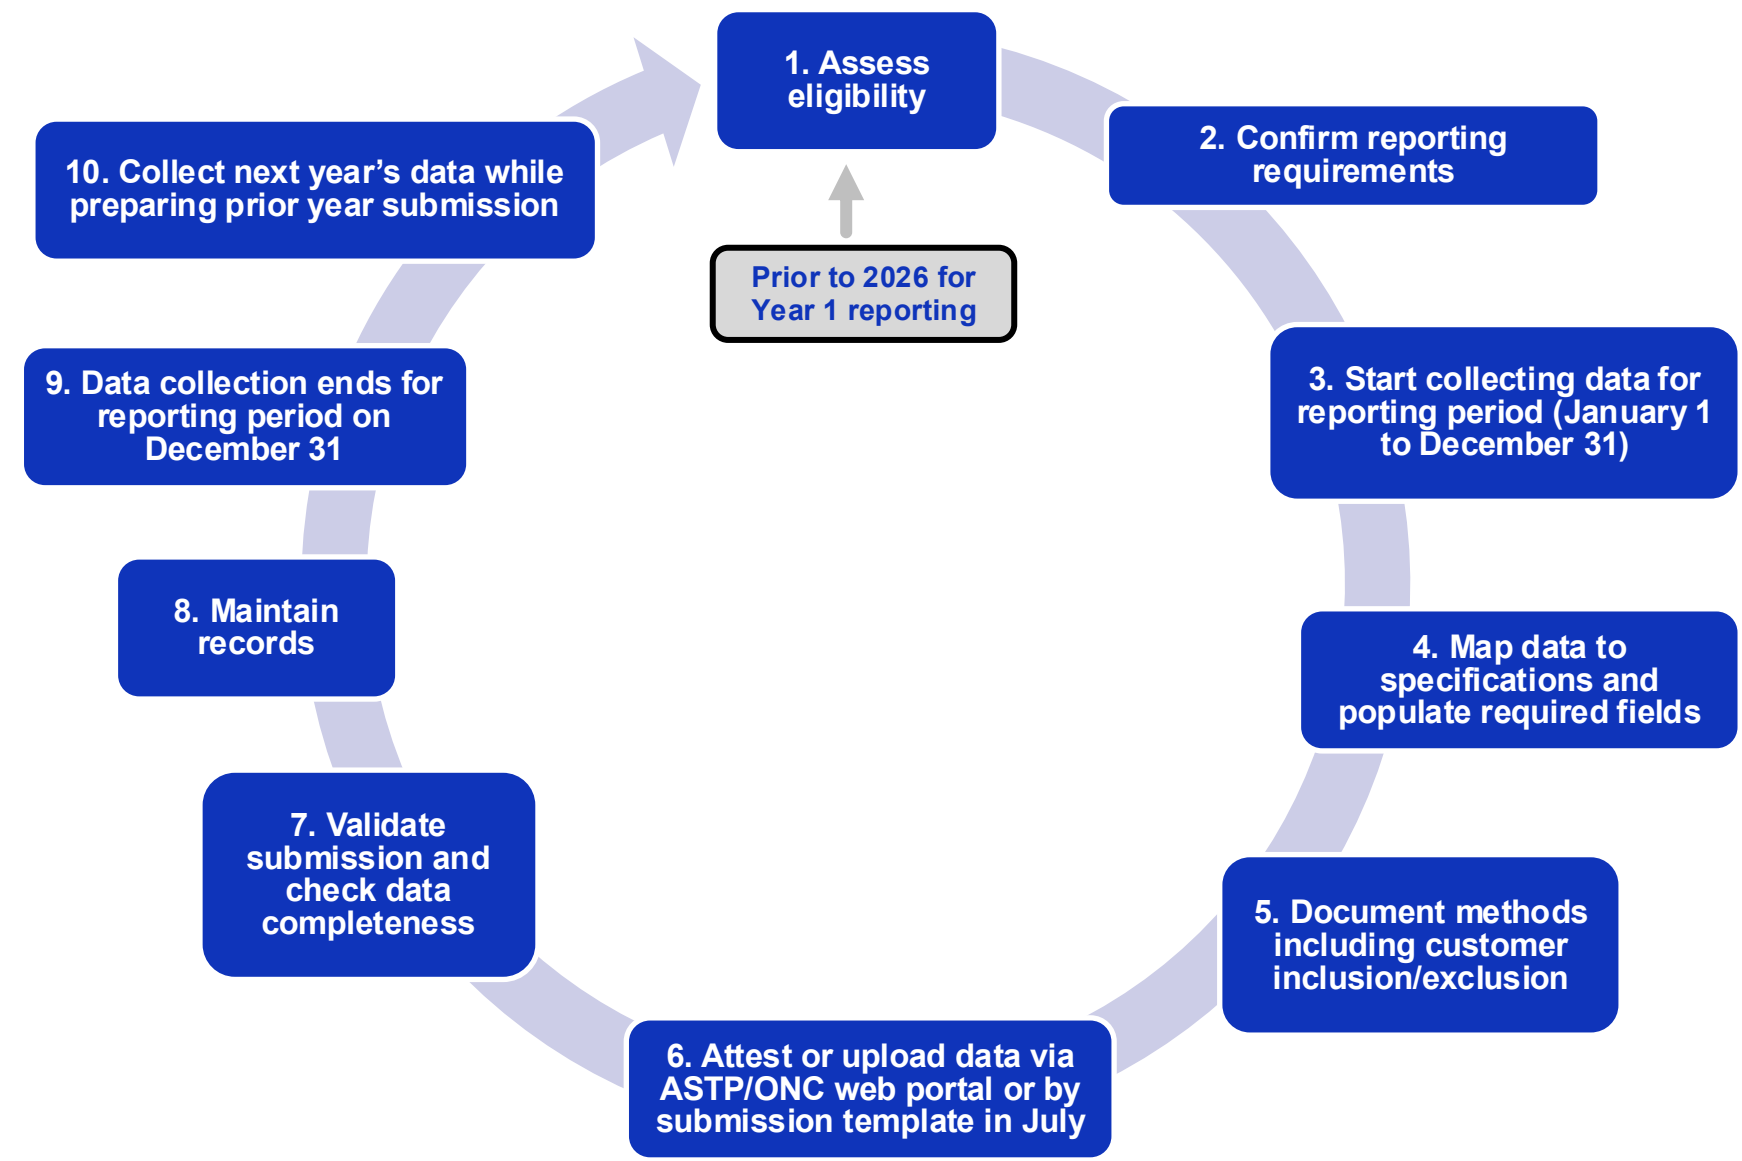 1. Assess
eligibility
2. Confirm reporting
requirements
3. Start collecting data for
reporting period (January 1
to December 31)
4. Map data to
specifications and
populate required fields
5. Document methods
including customer
inclusion/exclusion
6. Attest or upload data via
ASTP/ONC web portal or by
submission template in July
7. Validate
submission and
check data
completeness
8. Maintain
records
9. Data collection ends for
reporting period on
December 31
10. Collect next year’s data while
preparing prior year submission
Prior to 2026 for
Year 1 reporting